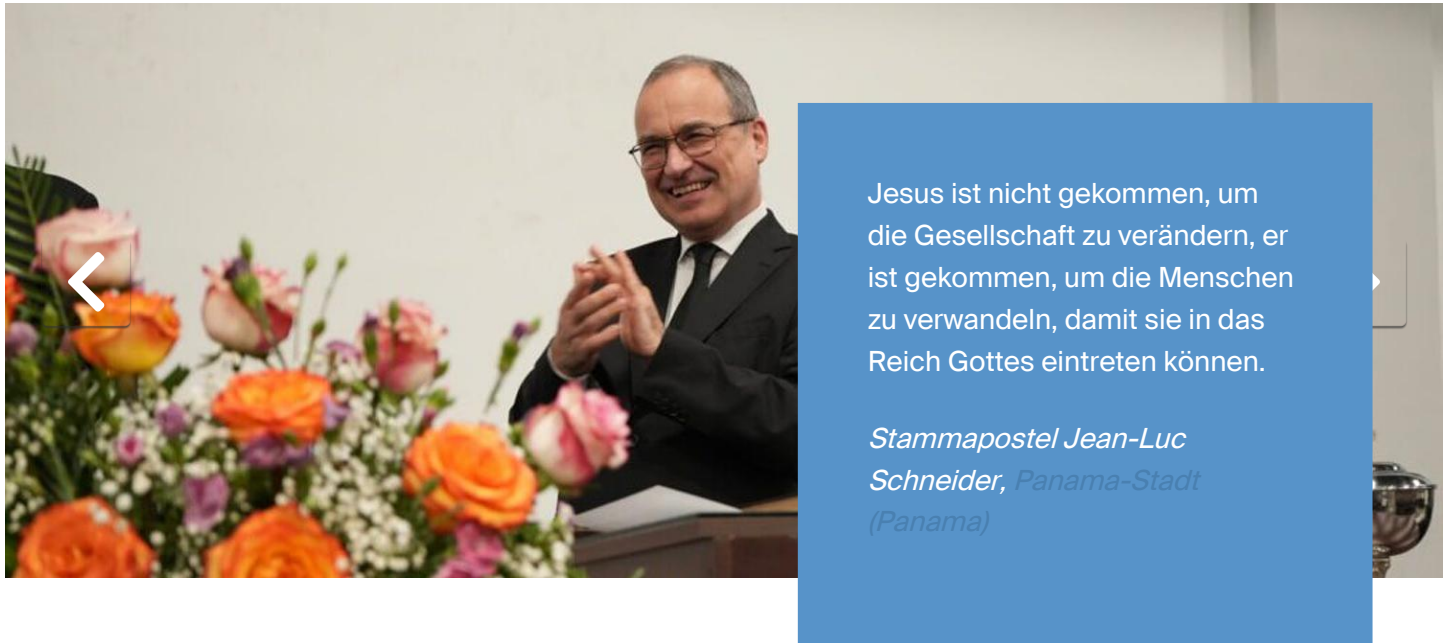 Jesus ist nicht gekommen, um
die Gesellschaft zu verändern, er
ist gekommen, um die Menschen
zu verwandeln, damit sie in das
Reich Gottes eintreten können.
Stammapostel Jean-Luc
Schneider, Panama-Stadt
(Panama)